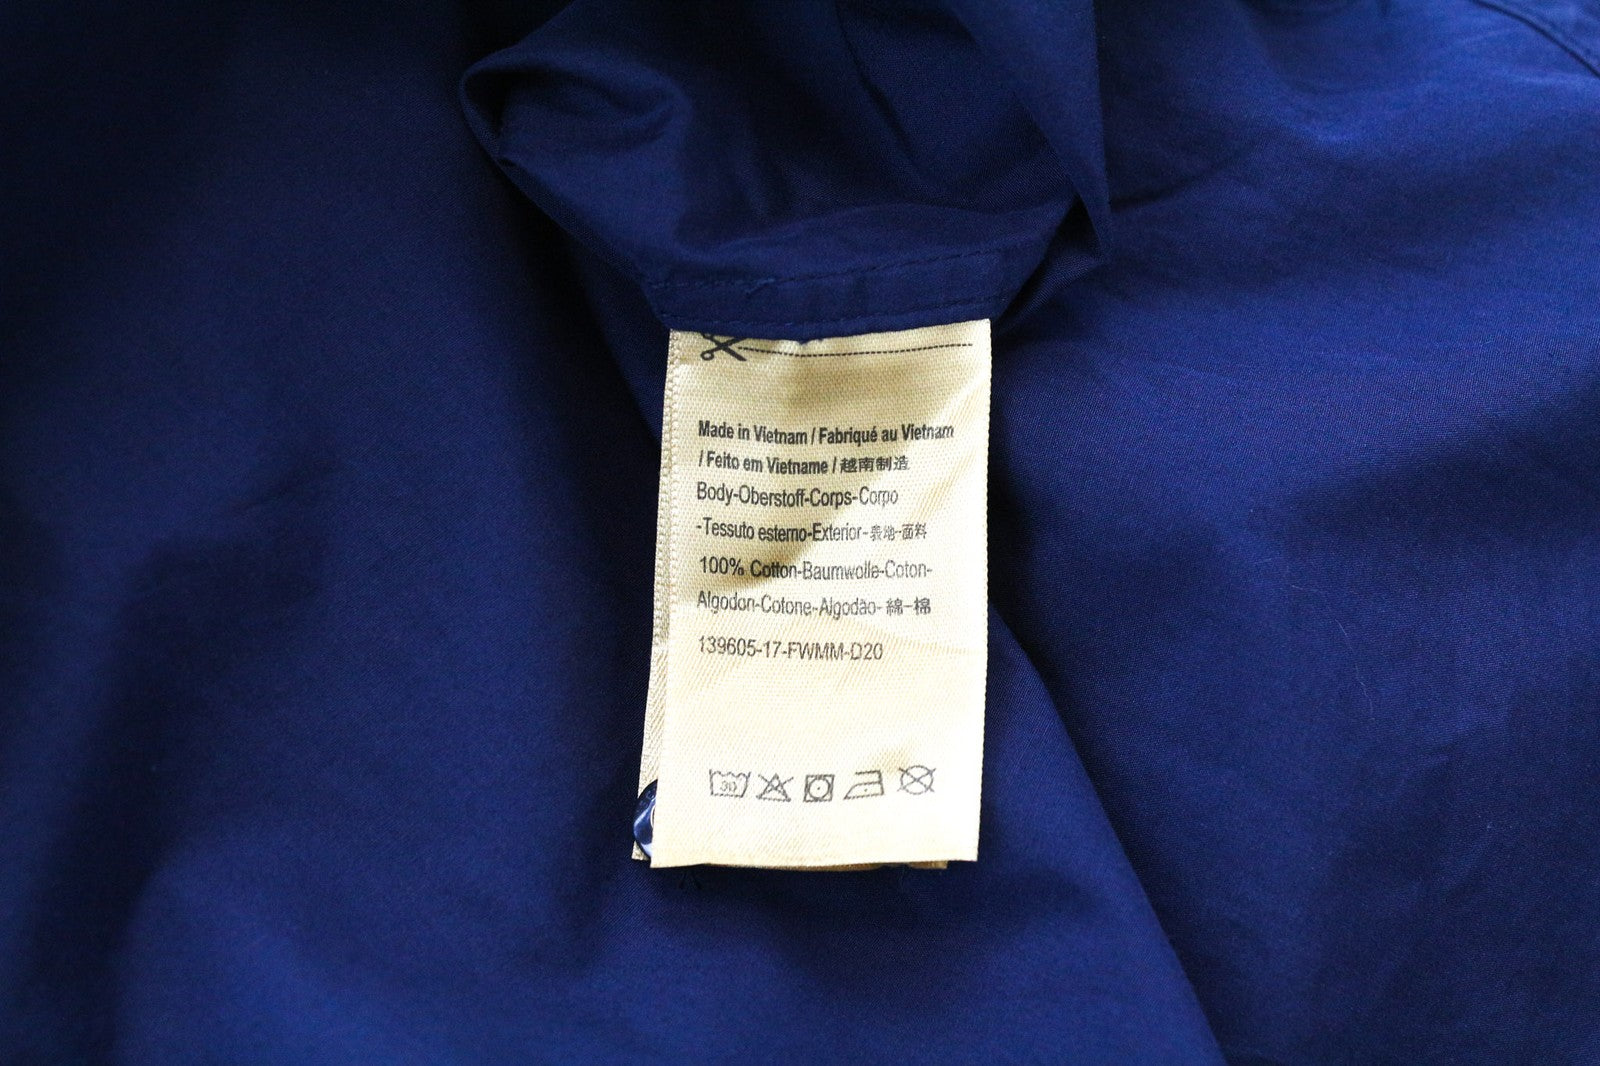 Made in Vietnam / Fabriqué au Vietnam
/ Feito em Vietname / 越南制造
Body-Oberstoff-Corps-Corpo
-Tessuto esterno-Exterior-表地-面料
100% Cotton-Baumwolle-Coton-
Algodon-Cotone-Algodão-綿-棉
139605-17-FWMM-D20
30